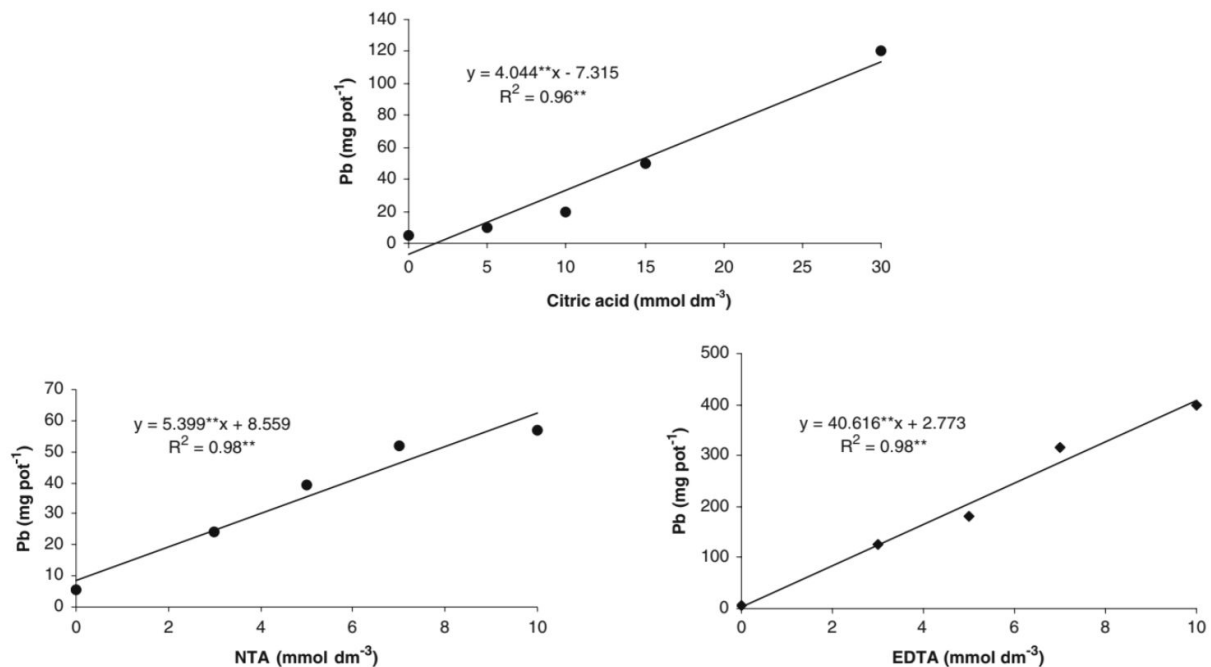 140
120
100
80
60
40
20
0
Pb (mg pot⁻¹)
y = 4.044**x - 7.315
R² = 0.96**
0 5 10 15 20 25 30
Citric acid (mmol dm⁻³)
70
60
50
40
30
20
10
0
Pb (mg pot⁻¹)
y = 5.399**x + 8.559
R² = 0.98**
0 2 4 6 8 10
NTA (mmol dm⁻³)
500
400
300
200
100
0
Pb (mg pot⁻¹)
y = 40.616**x + 2.773
R² = 0.98**
0 2 4 6 8 10
EDTA (mmol dm⁻³)